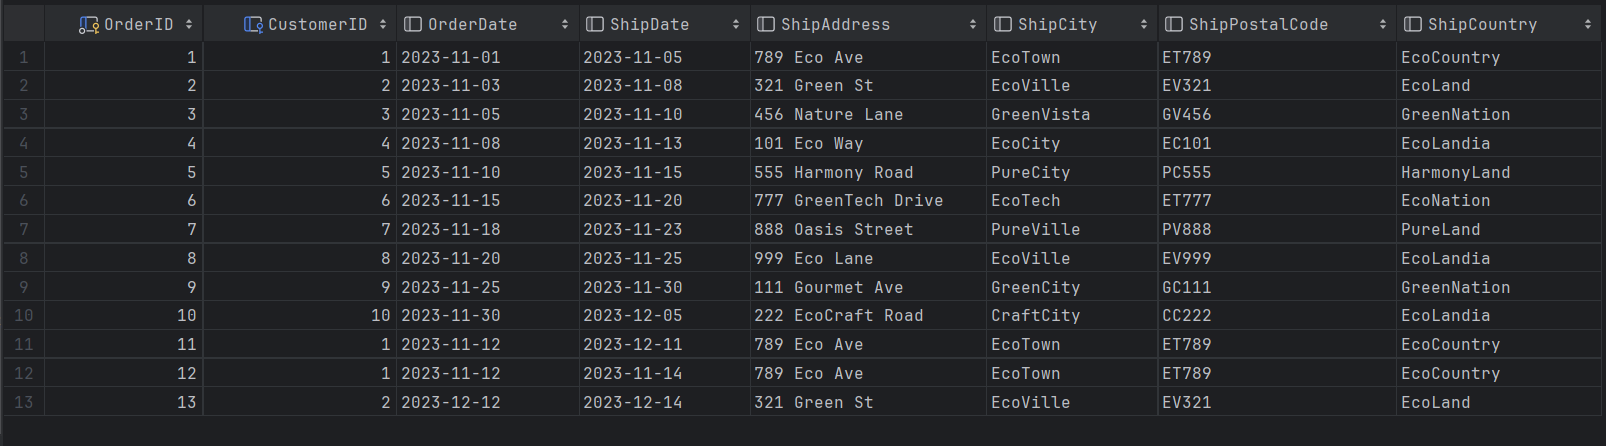 OrderID CustomerID OrderDate ShipDate ShipAddress ShipCity ShipPostalCode ShipCountry
1 1 1 2023-11-01 2023-11-05 789 Eco Ave EcoTown ET789 EcoCountry
2 2 2 2023-11-03 2023-11-08 321 Green St EcoVille EV321 EcoLand
3 3 3 2023-11-05 2023-11-10 456 Nature Lane GreenVista GV456 GreenNation
4 4 4 2023-11-08 2023-11-13 101 Eco Way EcoCity EC101 EcoLandia
5 5 5 2023-11-10 2023-11-15 555 Harmony Road PureCity PC555 HarmonyLand
6 6 6 2023-11-15 2023-11-20 777 GreenTech Drive EcoTech ET777 EcoNation
7 7 7 2023-11-18 2023-11-23 888 Oasis Street PureVille PV888 PureLand
8 8 8 2023-11-20 2023-11-25 999 Eco Lane EcoVille EV999 EcoLandia
9 9 9 2023-11-25 2023-11-30 111 Gourmet Ave GreenCity GC111 GreenNation
10 10 10 2023-11-30 2023-12-05 222 EcoCraft Road CraftCity CC222 EcoLandia
11 11 1 2023-11-12 2023-12-11 789 Eco Ave EcoTown ET789 EcoCountry
12 12 1 2023-11-12 2023-11-14 789 Eco Ave EcoTown ET789 EcoCountry
13 13 2 2023-12-12 2023-12-14 321 Green St EcoVille EV321 EcoLand